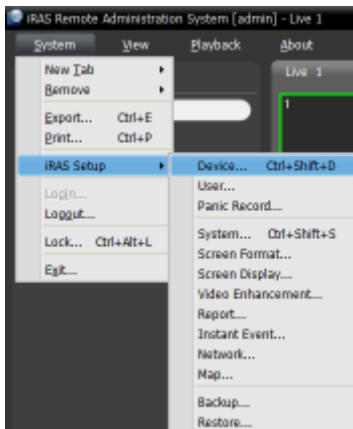 iRAS Remote Administration System [admin] - Live 1
System View Playback About
New Tab
Remove
Export... Ctrl+E
Print... Ctrl+P
iRAS Setup
Login...
Logout...
Lock... Ctrl+Alt+L
Exit...
Live 1
1
Device... Ctrl+Shift+D
User...
Panic Record...
System... Ctrl+Shift+S
Screen Format...
Screen Display...
Video Enhancement...
Report...
Instant Event...
Network...
Map...
Backup...
Restore...